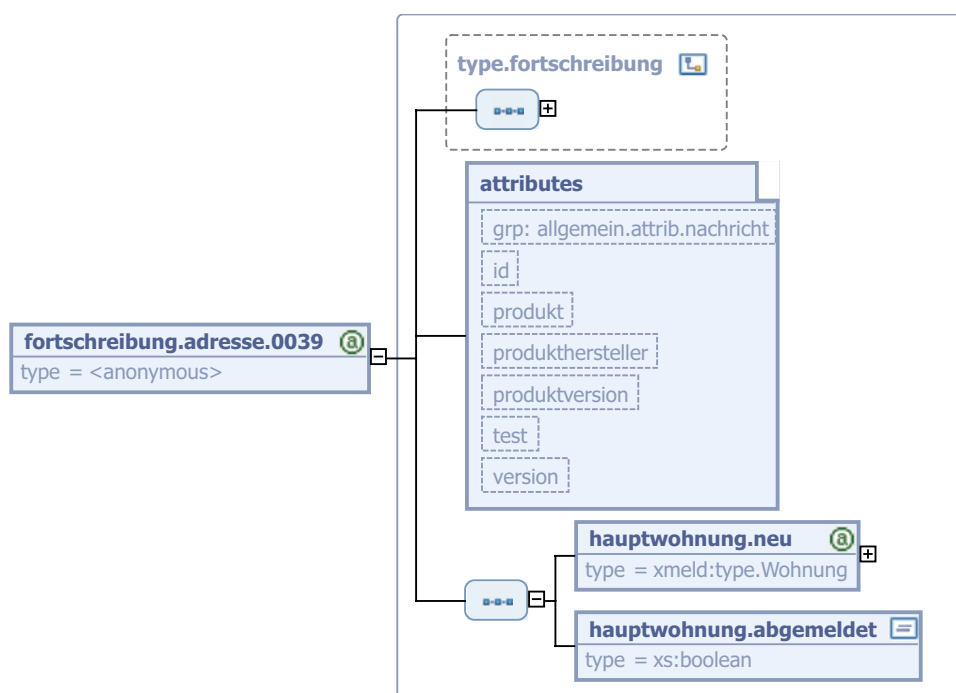 type.fortschreibung
attributes
grp: allgemein.attrib.nachricht
id
produkt
produkthersteller
produktversion
test
version
fortschreibung.adresse.0039
type = <anonymous>
hauptwohnung.neu
type = xmeld:type.Wohnung
hauptwohnung.abgemeldet
type = xs:boolean